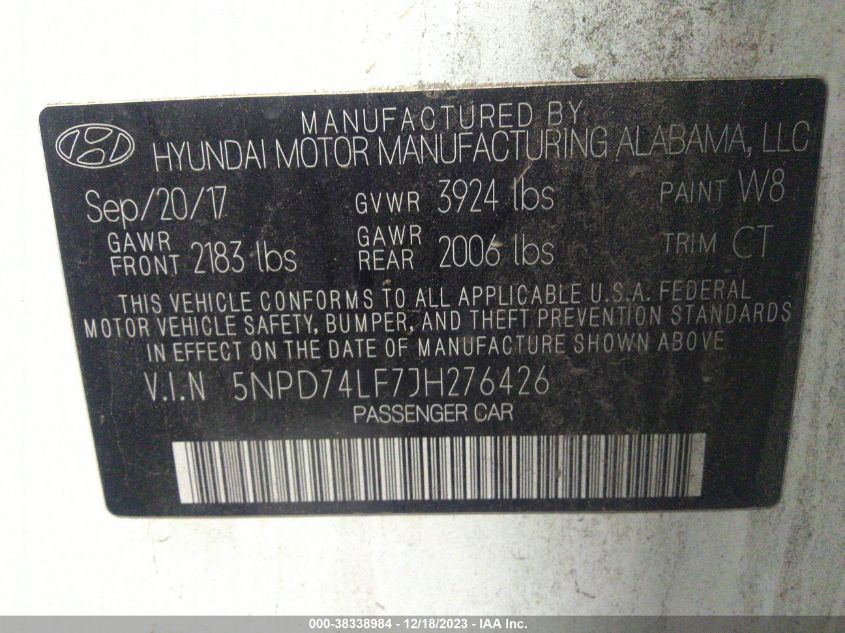 MANUFACTURED BY
HYUNDAI MOTOR MANUFACTURING ALABAMA, LLC
Sep/20/17 GVWR 3924 lbs PAINT W8
GAWR FRONT 2183 lbs GAWR REAR 2006 lbs TRIM CT
THIS VEHICLE CONFORMS TO ALL APPLICABLE U.S.A. FEDERAL
MOTOR VEHICLE SAFETY, BUMPER, AND THEFT PREVENTION STANDARDS
IN EFFECT ON THE DATE OF MANUFACTURE SHOWN ABOVE
V.I.N 5NPD74LF7JH276426
PASSENGER CAR
000-38338984 - 12/18/2023 - IAA Inc.